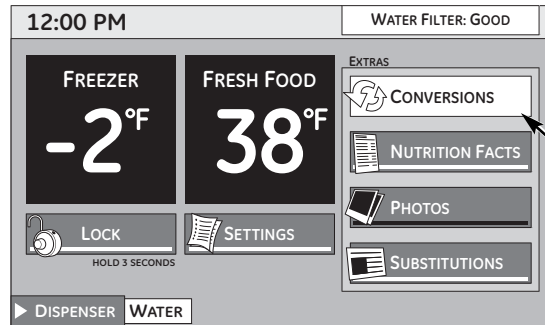 12:00 PM
WATER FILTER: GOOD
EXTRAS
FREEZER
-2°F
FRESH FOOD
38°F
CONVERSIONS
NUTRITION FACTS
PHOTOS
SUBSTITUTIONS
LOCK
HOLD 3 SECONDS
SETTINGS
DISPENSER WATER